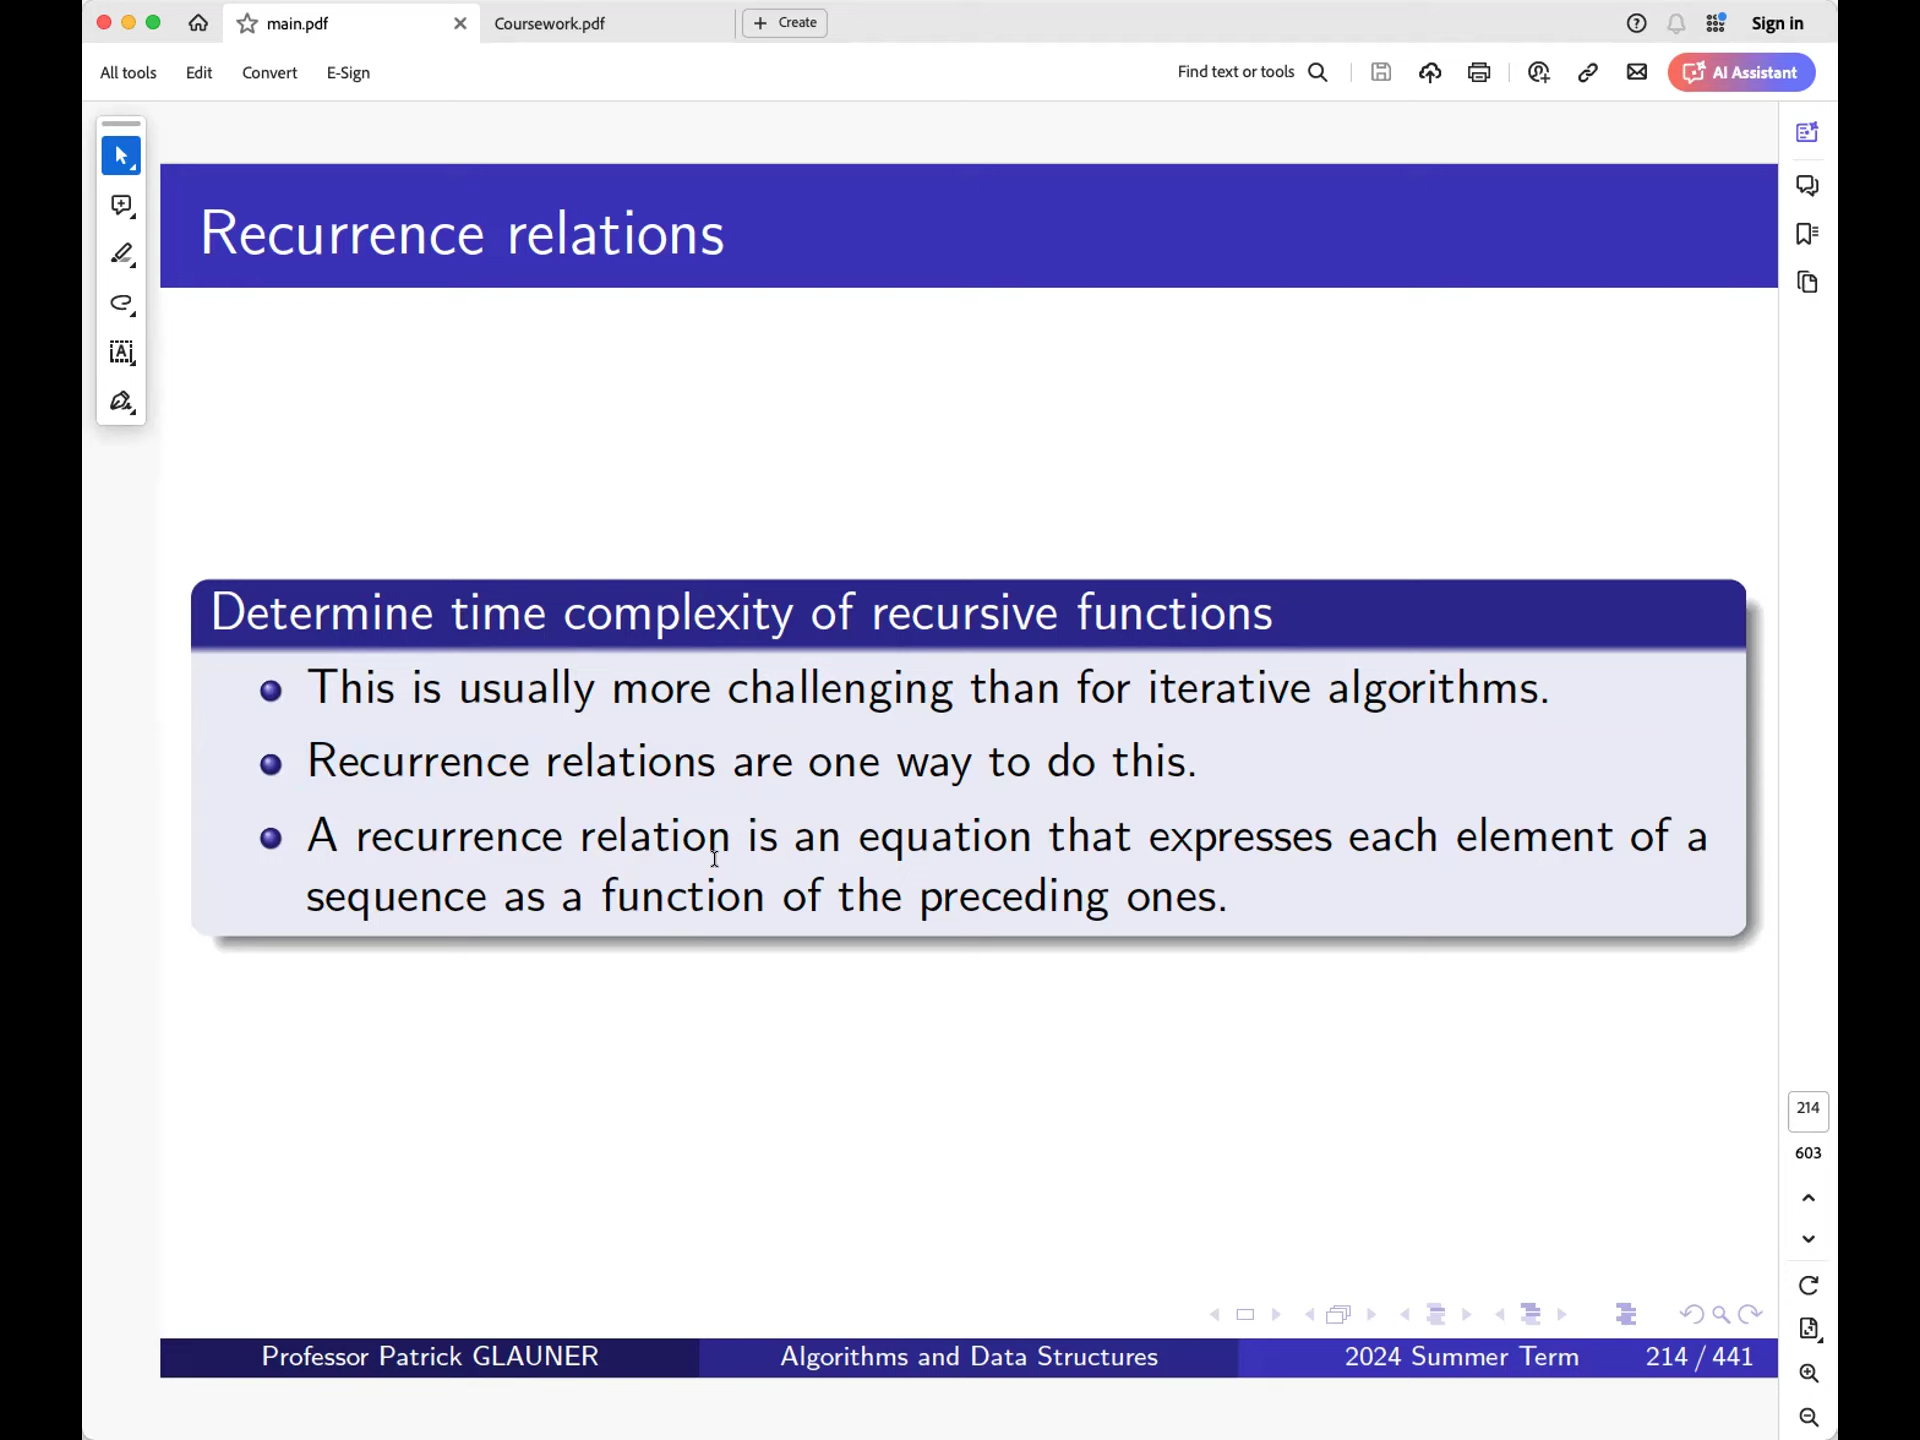 main.pdf
Coursework.pdf
Create
Sign in
All tools
Edit
Convert
E-Sign
Find text or tools
AI Assistant
Recurrence relations
Determine time complexity of recursive functions
This is usually more challenging than for iterative algorithms.
Recurrence relations are one way to do this.
A recurrence relation is an equation that expresses each element of a
sequence as a function of the preceding ones.
214
603
Professor Patrick GLAUNER
Algorithms and Data Structures
2024 Summer Term
214 / 441